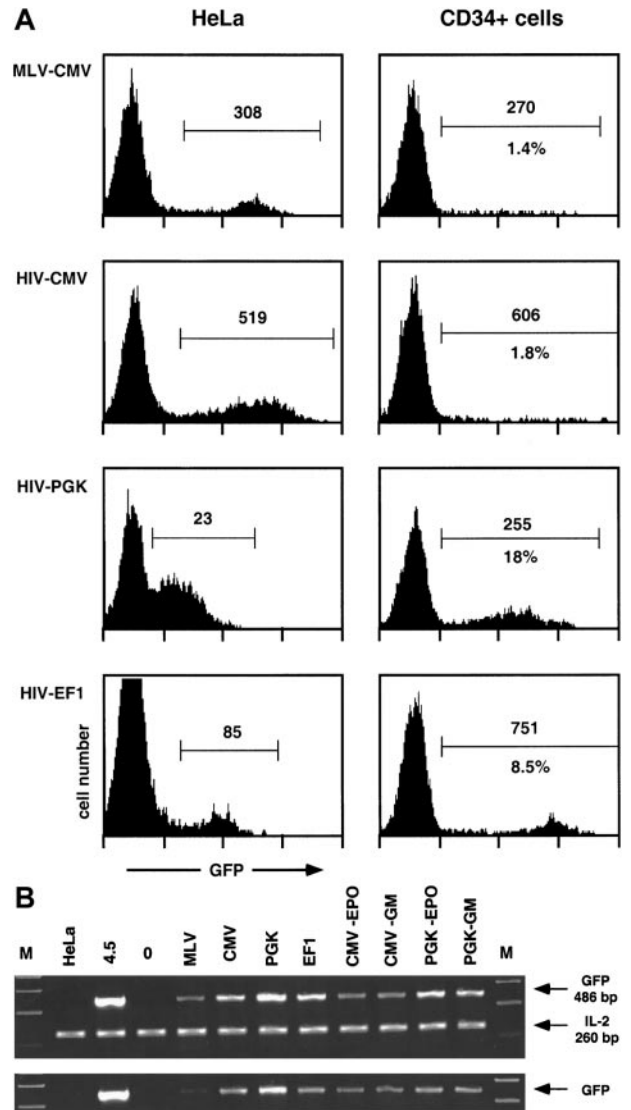 A
HeLa
CD34+ cells
MLV-CMV
308
270
1.4%
HIV-CMV
519
606
1.8%
HIV-PGK
23
255
18%
HIV-EF1
85
751
8.5%
cell number
GFP
B
M
HeLa
4.5
0
MLV
CMV
PGK
EF1
CMV -EPO
CMV -GM
PGK -EPO
PGK-GM
M
GFP
486 bp
IL-2
260 bp
GFP